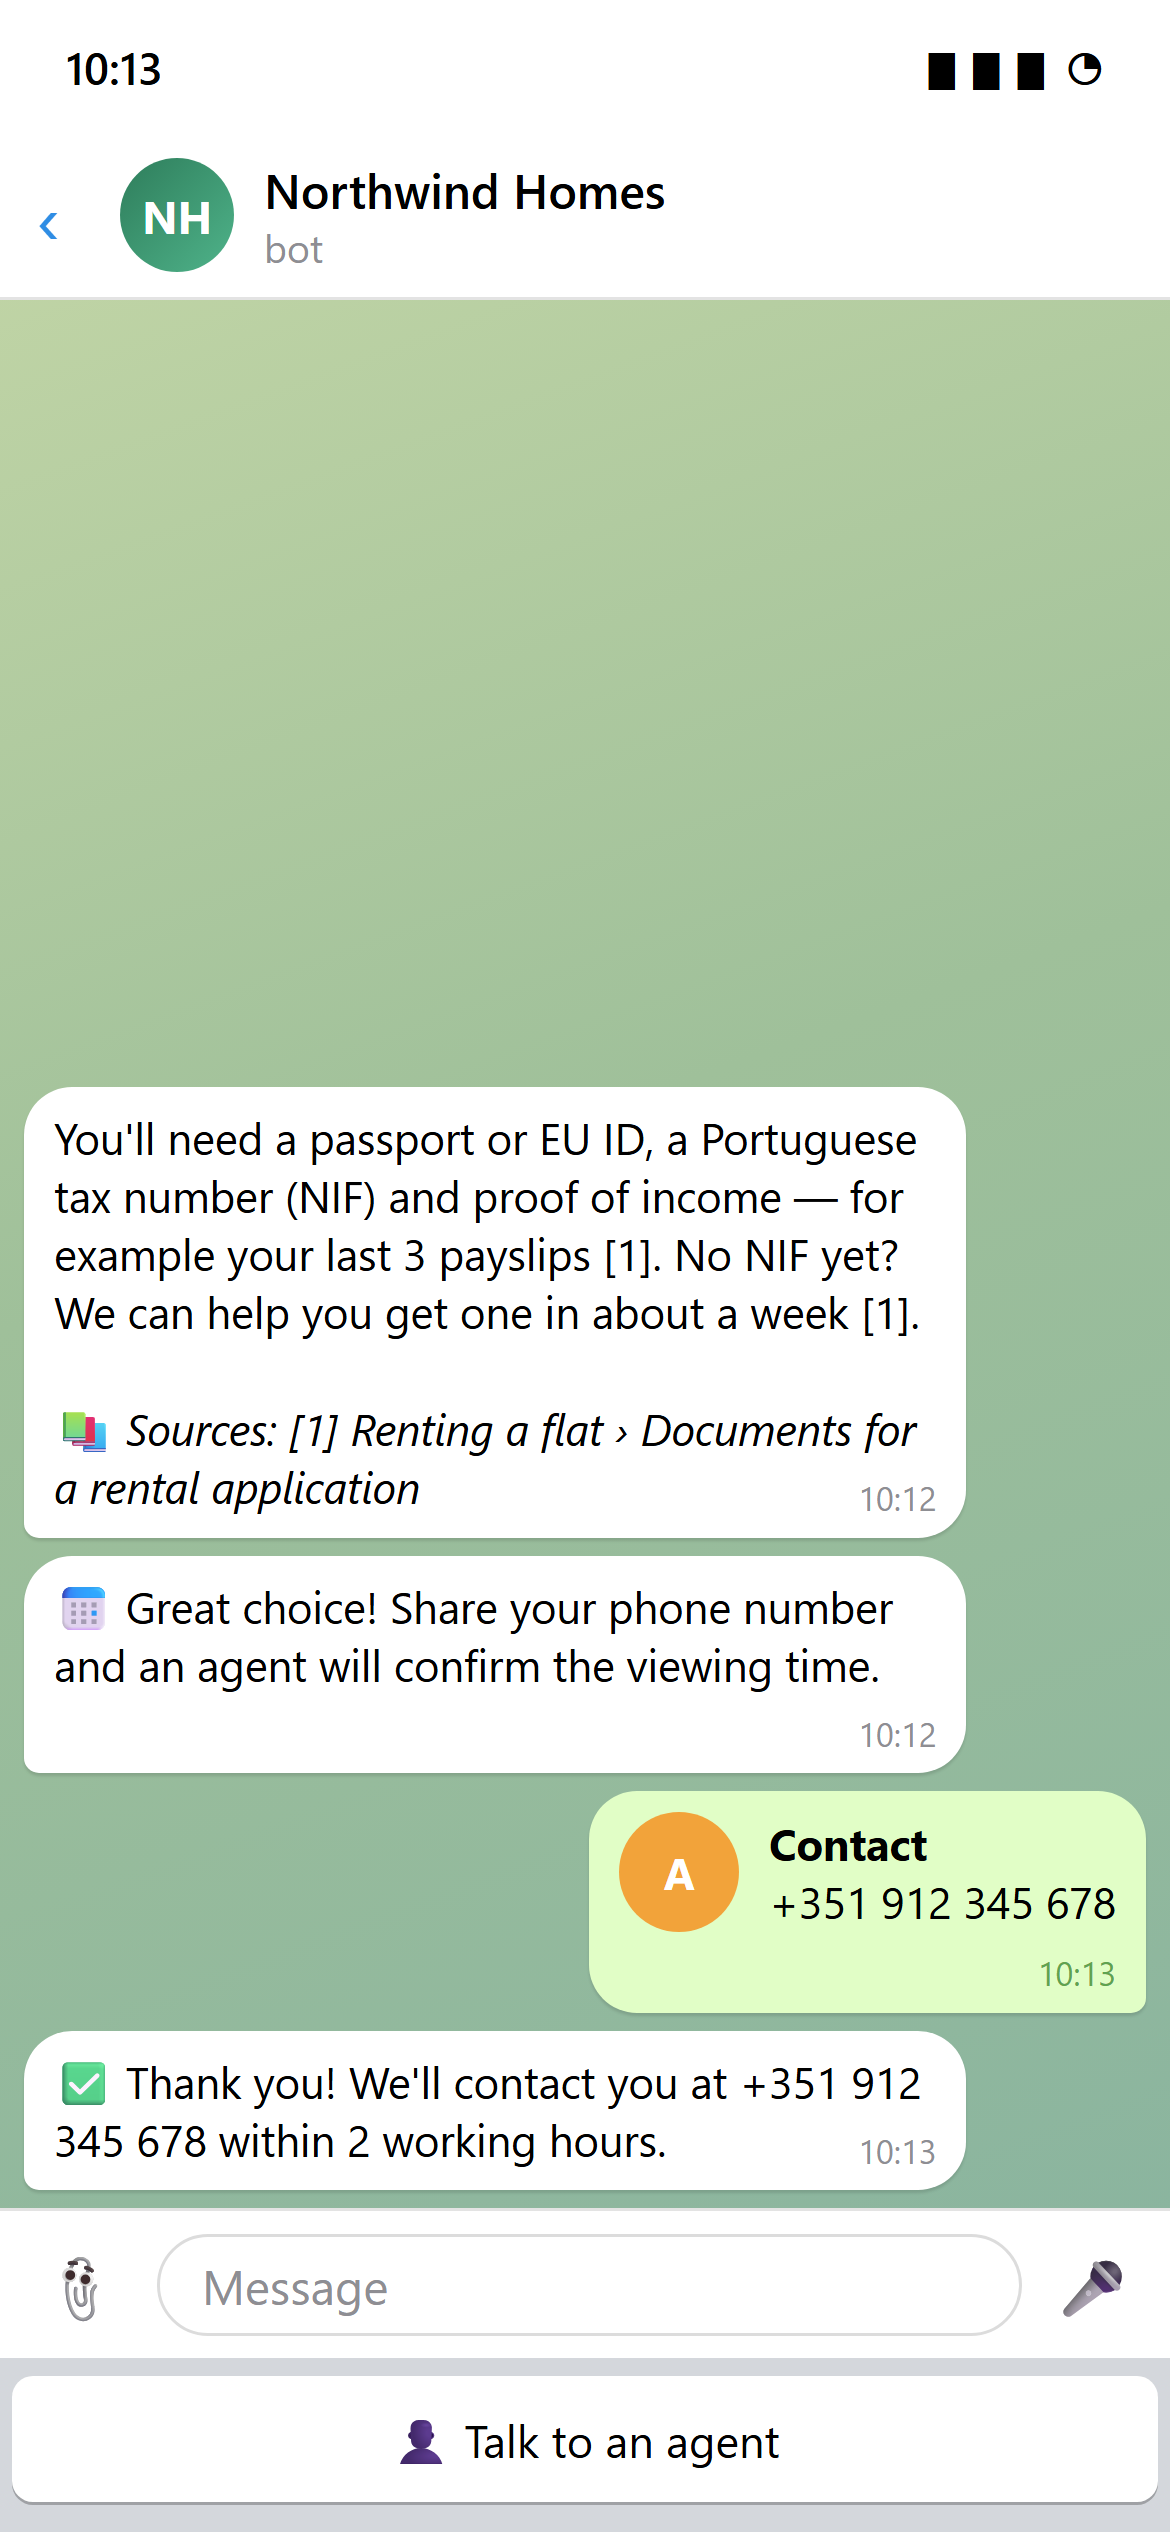 10:13
NH
Northwind Homes
bot
You'll need a passport or EU ID, a Portuguese
tax number (NIF) and proof of income — for
example your last 3 payslips [1]. No NIF yet?
We can help you get one in about a week [1].
📚 Sources: [1] Renting a flat › Documents for
a rental application
10:12
📅 Great choice! Share your phone number
and an agent will confirm the viewing time.
10:12
A
Contact
+351 912 345 678
10:13
✅ Thank you! We'll contact you at +351 912
345 678 within 2 working hours.
10:13
Message
👤 Talk to an agent